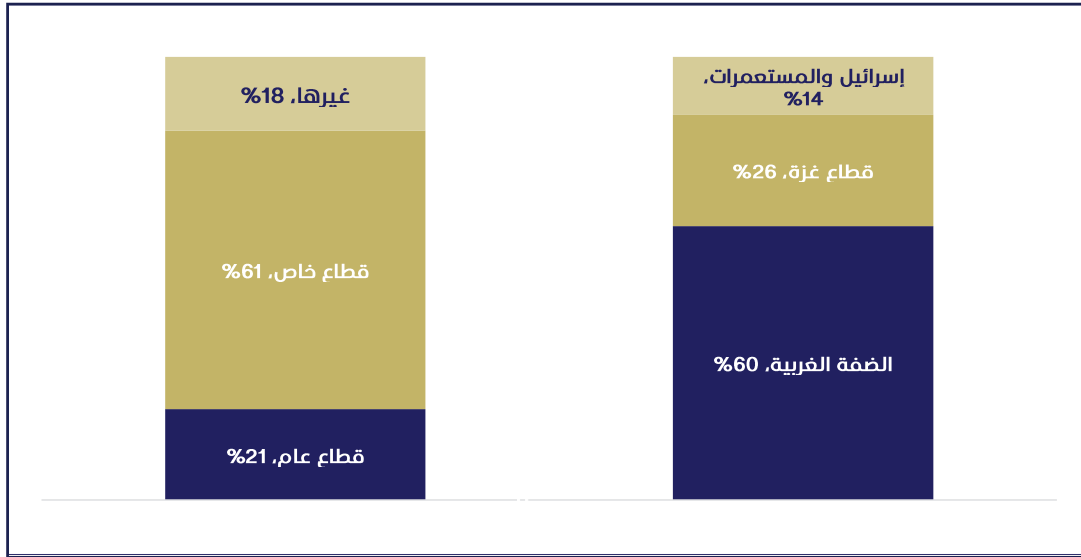 إسرائيل والمستعمرات،
14%
قطاع غزة، 26%
الضفة الغربية، 60%
غيرها، 18%
قطاع خاص، 61%
قطاع عام، 21%